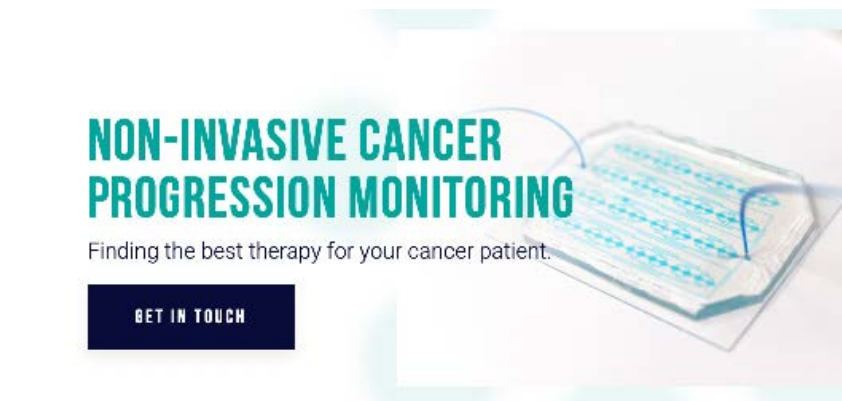 NON-INVASIVE CANCER
PROGRESSION MONITORING
Finding the best therapy for your cancer patient.
GET IN TOUCH